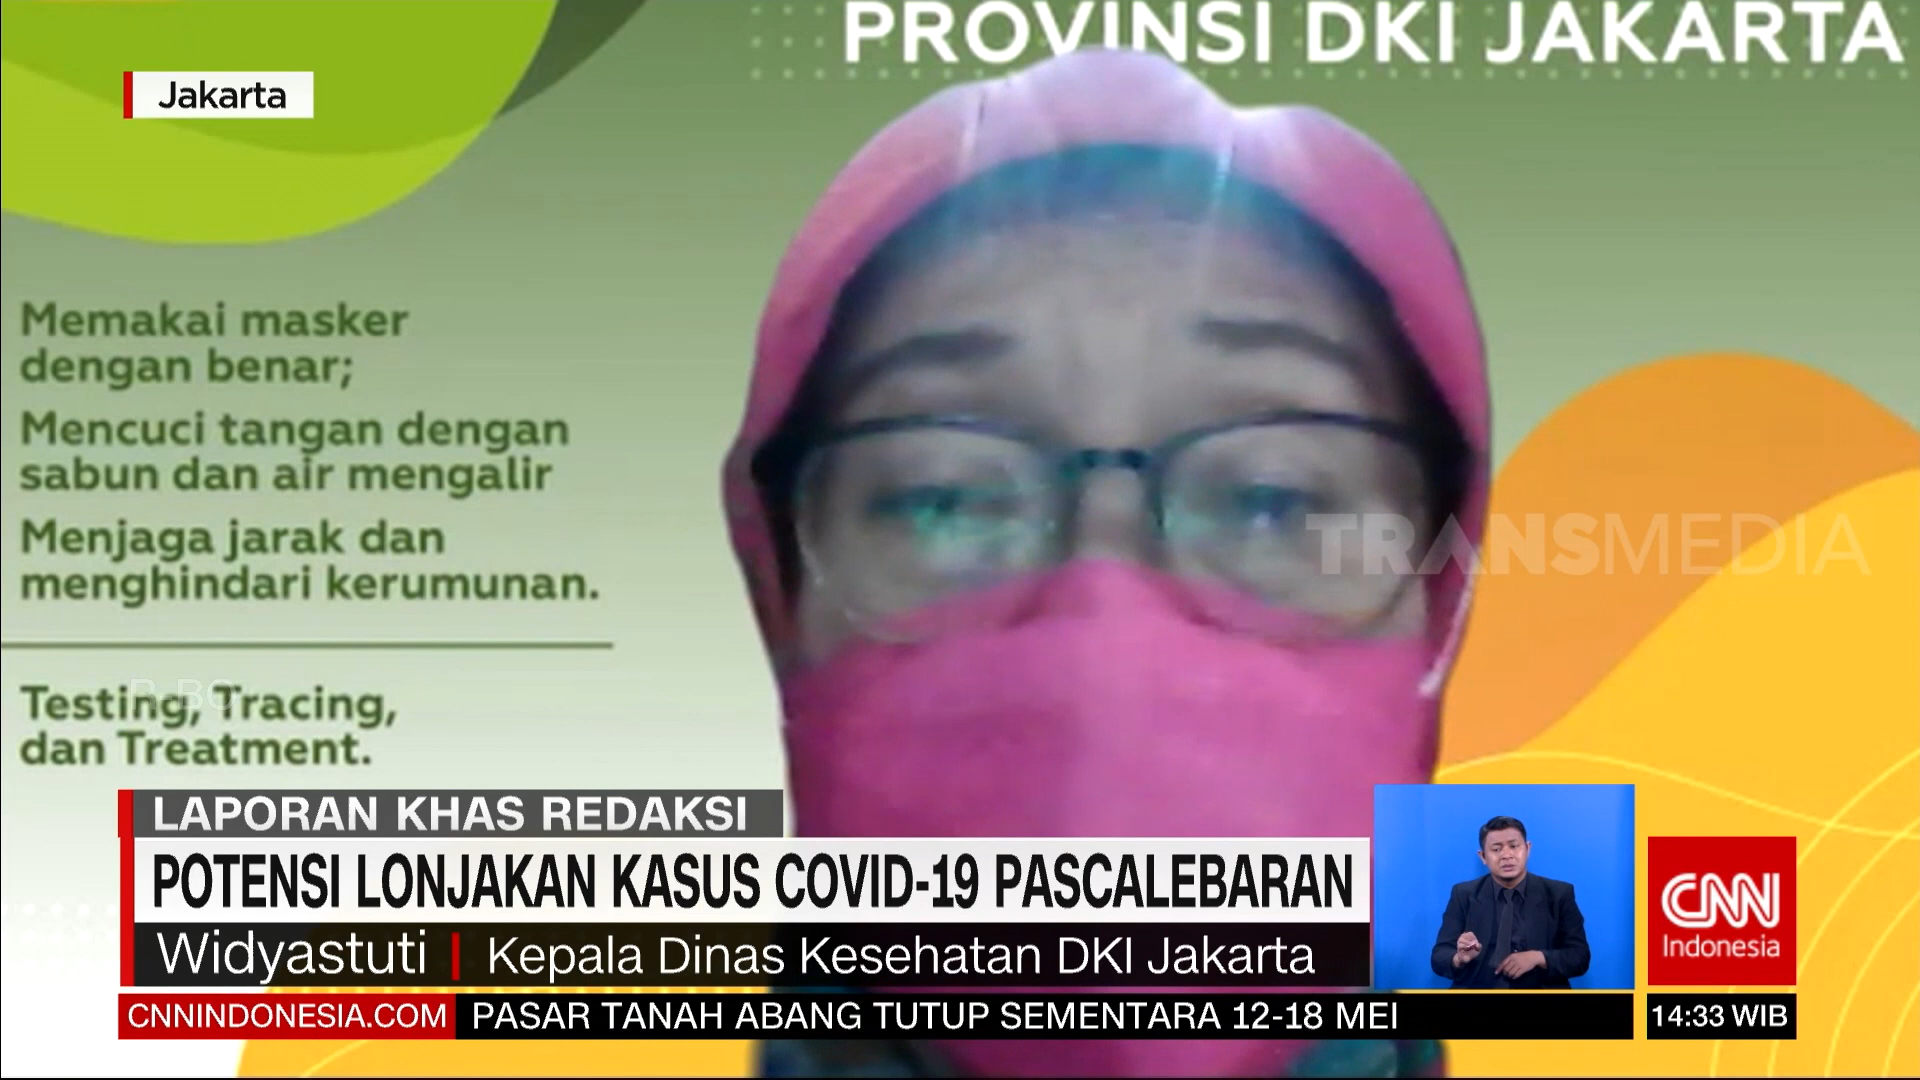 PROVINSI DKI JAKARTA
Jakarta
Memakai masker
dengan benar;
Mencuci tangan dengan
sabun dan air mengalir
Menjaga jarak dan
menghindari kerumunan.
TRANSMEDIA
Testing, Tracing,
dan Treatment.
LAPORAN KHAS REDAKSI
POTENSI LONJAKAN KASUS COVID-19 PASCALEBARAN
Widyastuti | Kepala Dinas Kesehatan DKI Jakarta
CNN
Indonesia
CNNINDONESIA.COM
PASAR TANAH ABANG TUTUP SEMENTARA 12-18 MEI
14:33 WIB